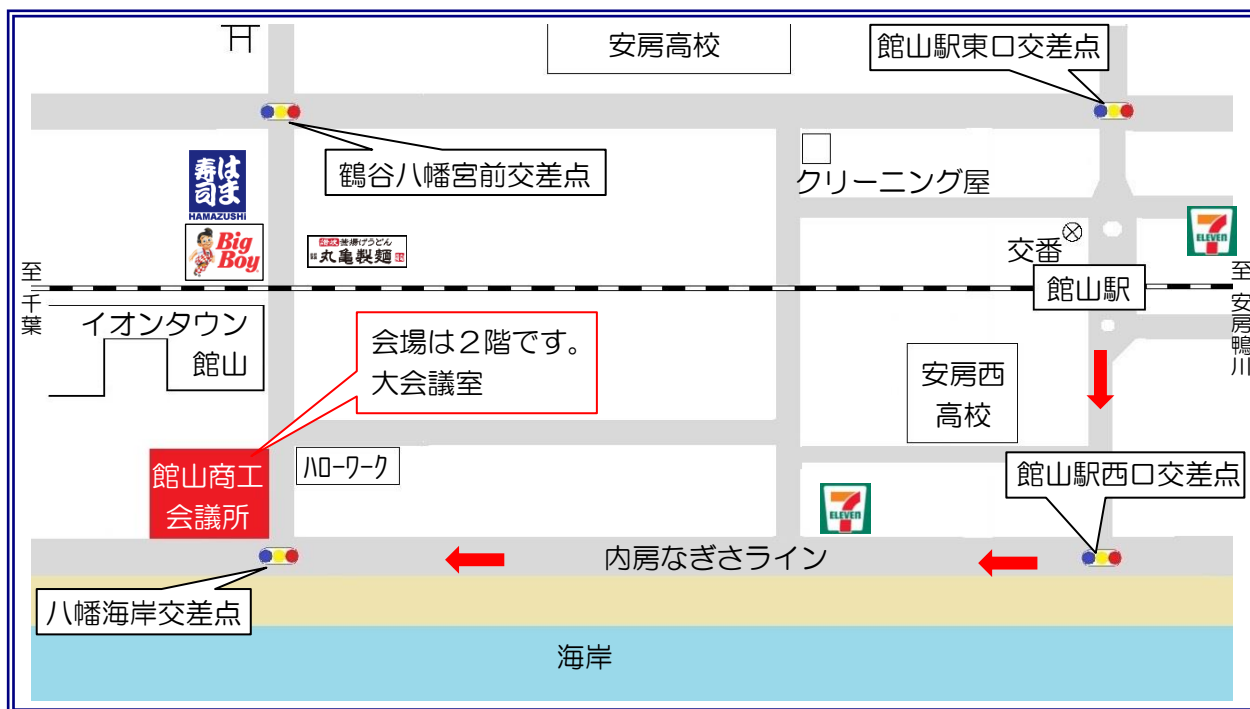 安房高校
館山駅東口交差点
鶴谷八幡宮前交差点
はま
寿司
HAMAZUSHI
クリーニング屋
Big
Boy
丸亀製麺
7
ELEVEN
交番
館山駅
至
千葉
至
安房鴨川
イオンタウン
館山
会場は2階です。
大会議室
安房西
高校
館山商工
会議所
ハローワーク
館山駅西口交差点
7
ELEVEN
内房なぎさライン
八幡海岸交差点
海岸